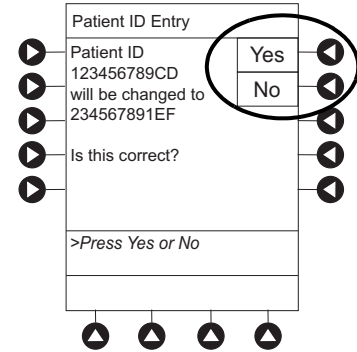 Patient ID Entry
Patient ID
Yes
123456789CD
No
will be changed to
234567891EF
Is this correct?
>Press Yes or No